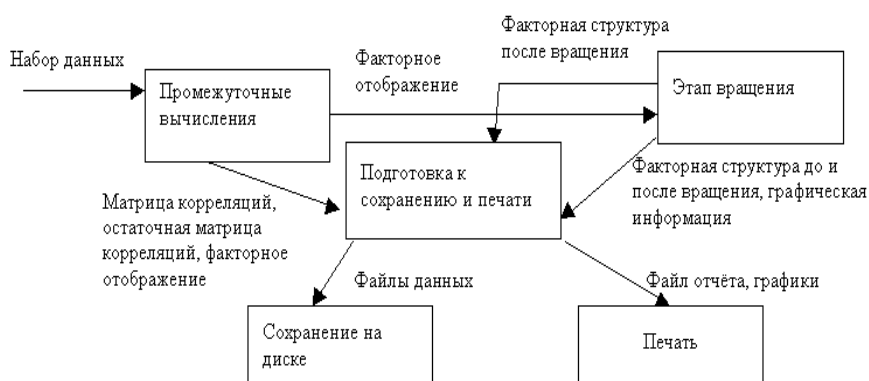 Набор данных
Промежуточные
вычисления
Факторное
отображение
Факторная структура
после вращения
Этап вращения
Подготовка к
сохранению и печати
Факторная структура до и
после вращения, графическая
информация
Матрица корреляций,
остаточная матрица
корреляций, факторное
отображение
Файлы данных
Файл отчёта, графики
Сохранение на
диске
Печать